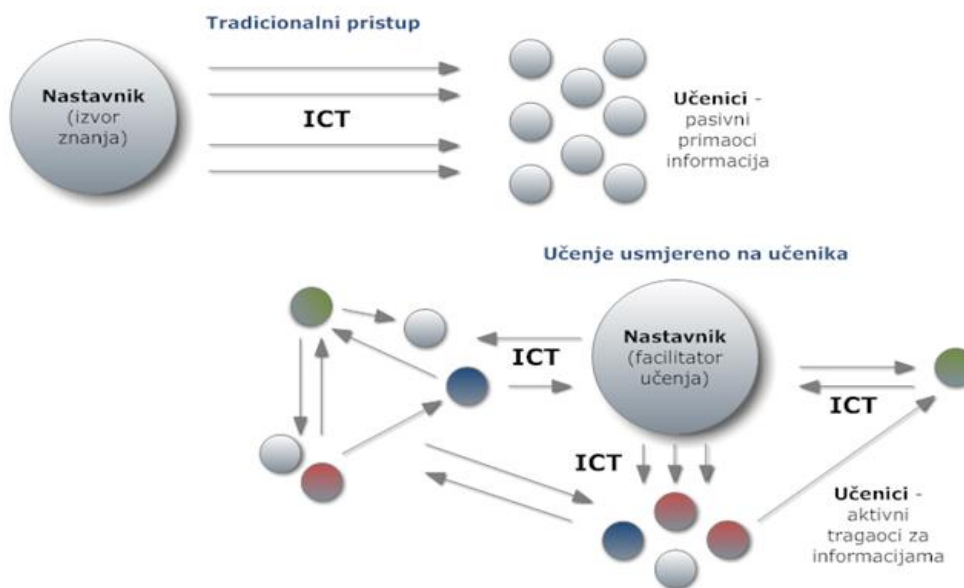 Tradicionalni pristup
Nastavnik
(izvor
znanja)
ICT
Učenici -
pasivni
primaoci
informacija
Učenje usmjereno na učenika
Nastavnik
(facilitator
učenja)
ICT
ICT
ICT
Učenici -
aktivni
tragaoci za
informacijama